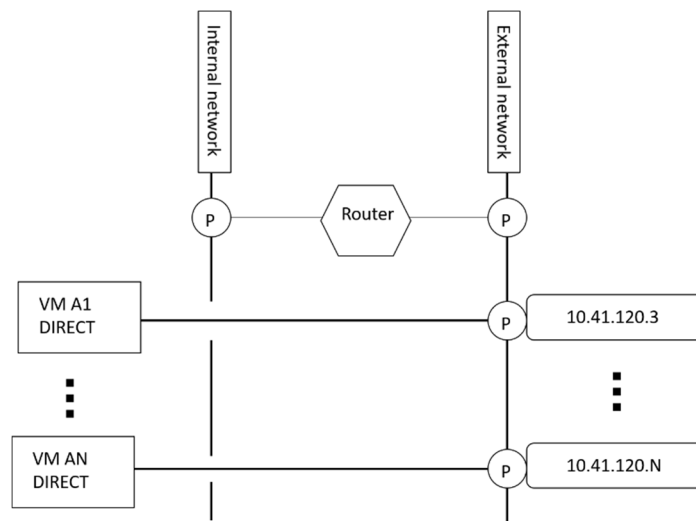 Internal network
External network
P
Router
P
VM A1
DIRECT
P
10.41.120.3
VM AN
DIRECT
P
10.41.120.N